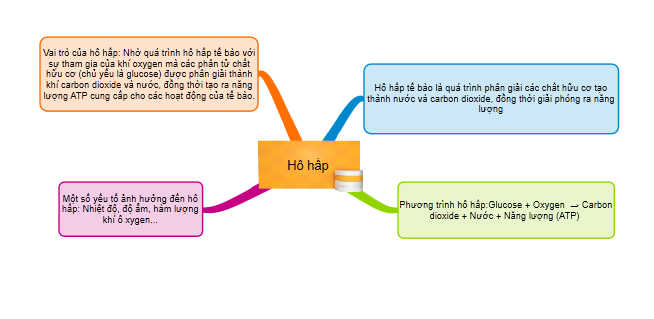 Vai trò của hô hấp: Nhờ quá trình hô hấp tế bào với
sự tham gia của khí oxygen mà các phân tử chất
hữu cơ (chủ yếu là glucose) được phân giải thành
khí carbon dioxide và nước, đồng thời tạo ra năng
lượng ATP cung cấp cho các hoạt động của tế bào.
Hô hấp tế bào là quá trình phân giải các chất hữu cơ tạo
thành nước và carbon dioxide, đồng thời giải phóng ra năng
lượng
Hô hấp
Một số yếu tố ảnh hưởng đến hô
hấp: Nhiệt độ, độ ẩm, hàm lượng
khí ô xygen...
Phương trình hô hấp:Glucose + Oxygen → Carbon
dioxide + Nước + Năng lượng (ATP)